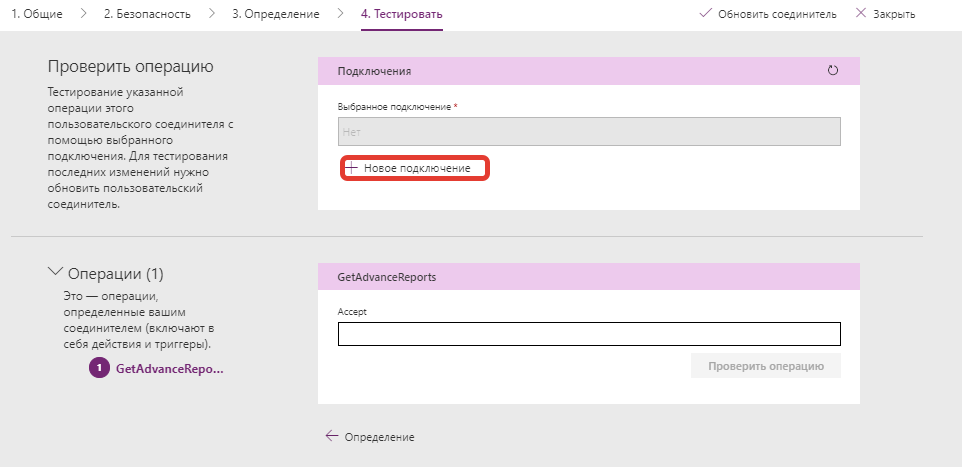 1. Общие
2. Безопасность
3. Определение
4. Тестировать
Обновить соединитель
Закрыть
Проверить операцию
Тестирование указанной
операции этого
пользовательского соединителя с
помощью выбранного
подключения. Для тестирования
последних изменений нужно
обновить пользовательский
соединитель.
Подключения
Выбранное подключение *
Нет
Новое подключение
Операции (1)
Это — операции,
определенные вашим
соединителем (включают в
себя действия и триггеры).
1 GetAdvanceRepo...
GetAdvanceReports
Accept
Проверить операцию
Определение